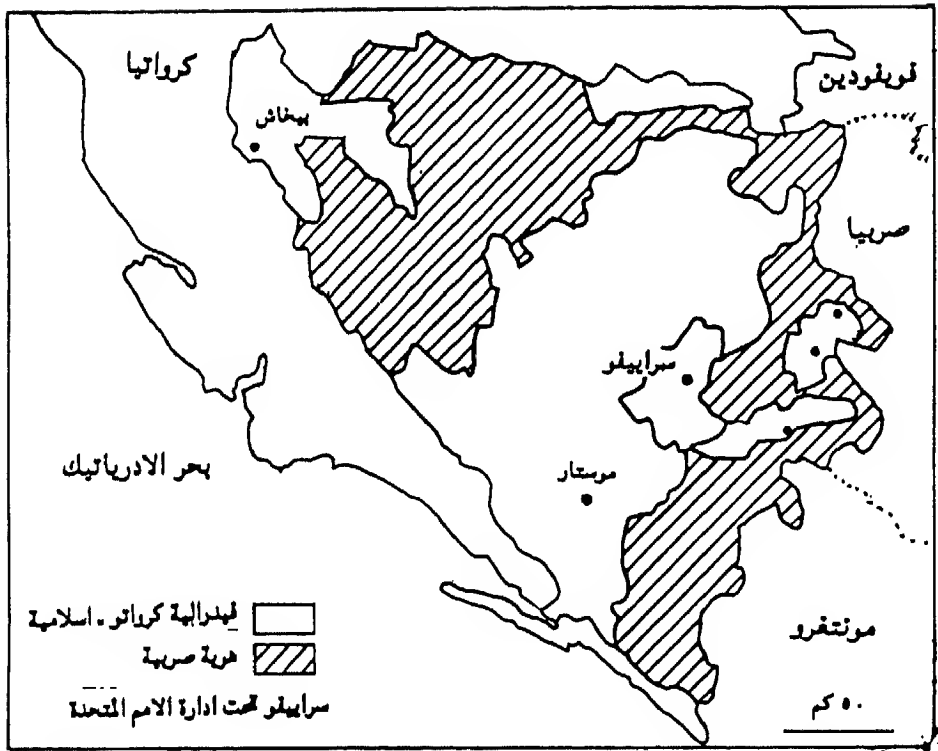 كرواتيا
فويفودين
بيخاش
صربيا
سراييفو
موستار
بحر الادرياتيك
مونتنغرو
فيدرالية كرواتو - اسلامية
هوية صربية
سراييفو تحت ادارة الامم المتحدة
٥٠ كم